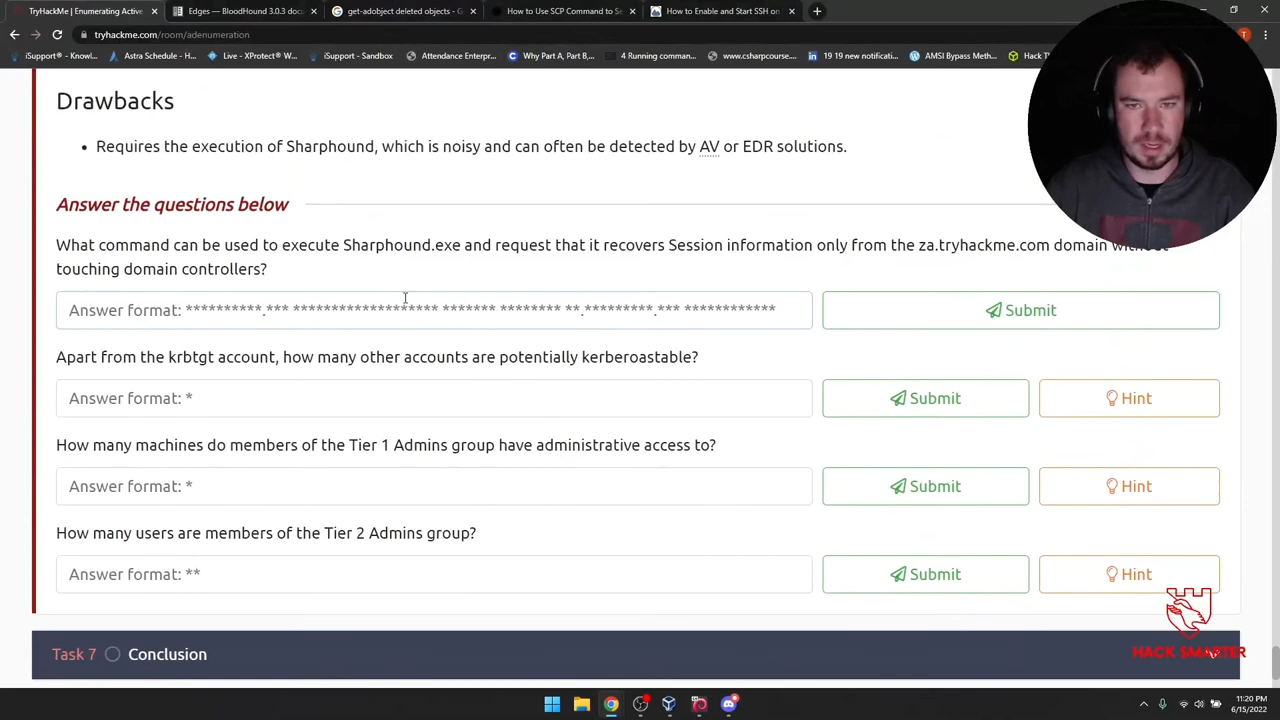 TryHackMe | Enumerating Active
Edges — BloodHound 3.0.3 docum
get-adobject deleted objects - G
How to Use SCP Command to Se
How to Enable and Start SSH on
tryhackme.com/room/adenumeration
iSupport® - Knowl...
Astra Schedule - H...
Live - XProtect® W...
iSupport - Sandbox
Attendance Enterpr...
Why Part A, Part B,...
4 Running comman...
www.csharpcourse....
19 19 new notificati...
AMSI Bypass Meth...
Hack T
Drawbacks
• Requires the execution of Sharphound, which is noisy and can often be detected by AV or EDR solutions.
Answer the questions below
What command can be used to execute Sharphound.exe and request that it recovers Session information only from the za.tryhackme.com domain without
touching domain controllers?
Answer format: **********.*** ******************* ******* ******** **.*********.*** ************
Submit
Apart from the krbtgt account, how many other accounts are potentially kerberoastable?
Answer format: *
Submit
Hint
How many machines do members of the Tier 1 Admins group have administrative access to?
Answer format: *
Submit
Hint
How many users are members of the Tier 2 Admins group?
Answer format: **
Submit
Hint
Task 7 Conclusion
HACK SMARTER
11:20 PM
6/15/2022